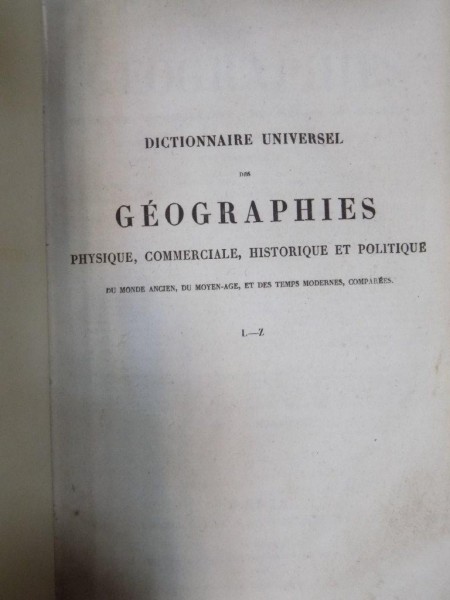 DICTIONNAIRE UNIVERSEL
DES
GÉOGRAPHIES
PHYSIQUE, COMMERCIALE, HISTORIQUE ET POLITIQUE
DU MONDE ANCIEN, DU MOYEN-AGE, ET DES TEMPS MODERNES, COMPARÉES.
L—Z